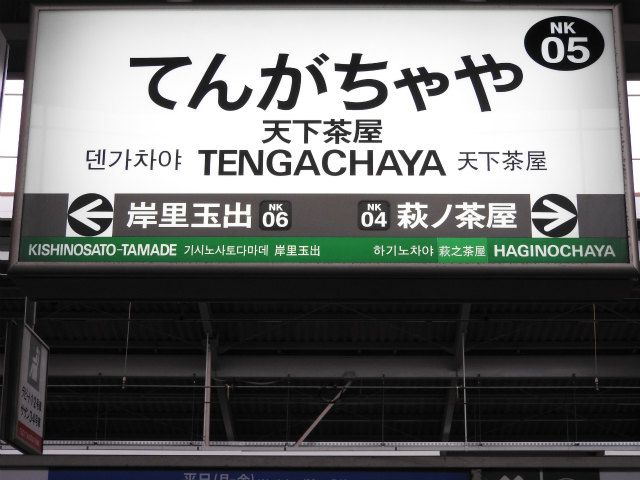 NK
05
てんがちゃや
天下茶屋
덴가차야 TENGACHAYA 天下茶屋
岸里玉出 NK 06 NK 04 萩ノ茶屋
KISHINOSATO-TAMADE 기시노사토다마데 岸里玉出 하기노차야 萩之茶屋 HAGINOCHAYA